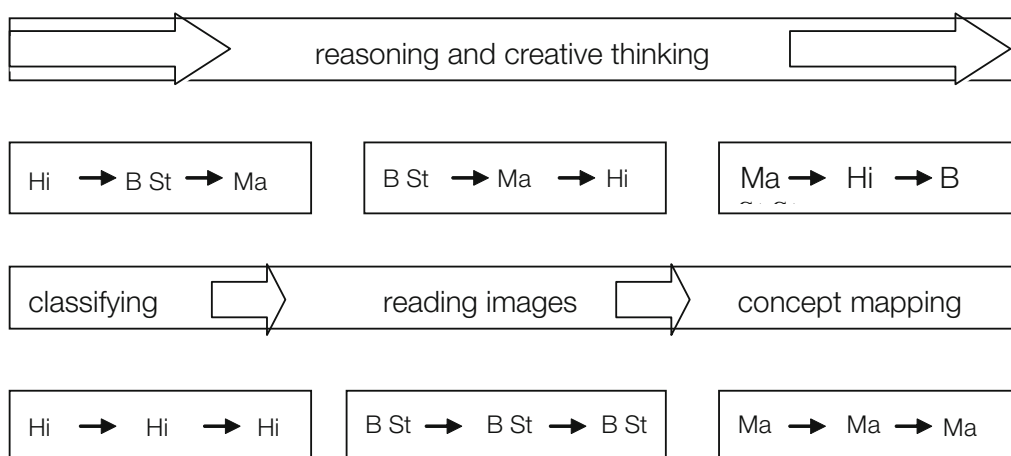 reasoning and creative thinking
Hi → B St → Ma
B St → Ma → Hi
Ma → Hi → B
classifying
reading images
concept mapping
Hi → Hi → Hi
B St → B St → B St
Ma → Ma → Ma